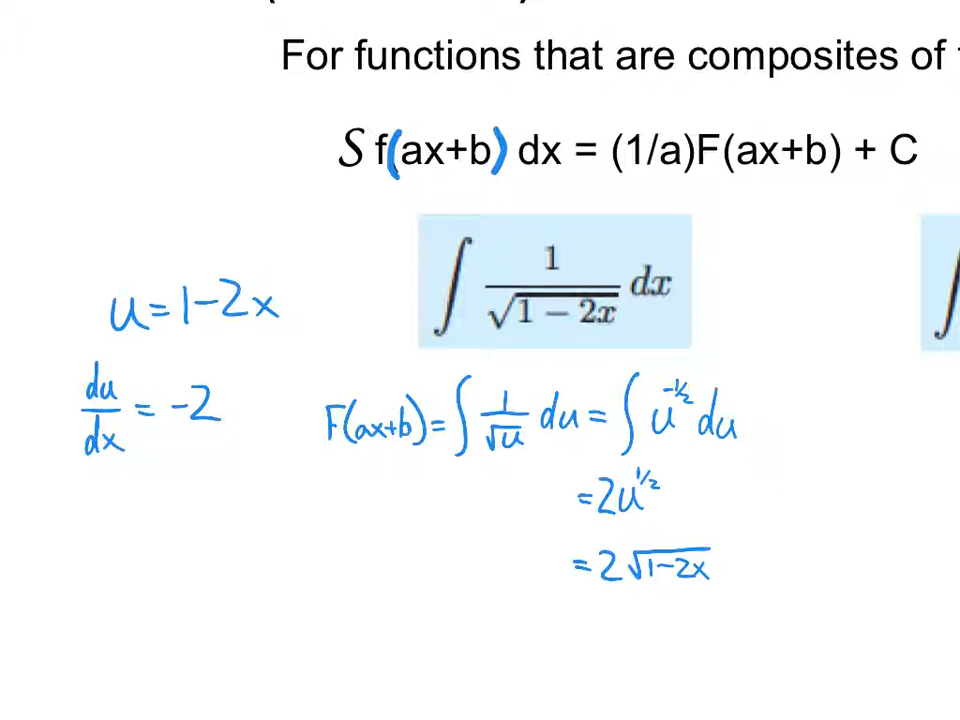 For functions that are composites of
S f(ax+b) dx = (1/a)F(ax+b) + C
∫ 1/√(1 − 2x) dx
∫
u = 1-2x
du/dx = -2
F(ax+b) = ∫ 1/√u du = ∫ u^-1/2 du
= 2u^1/2
= 2√(1-2x)